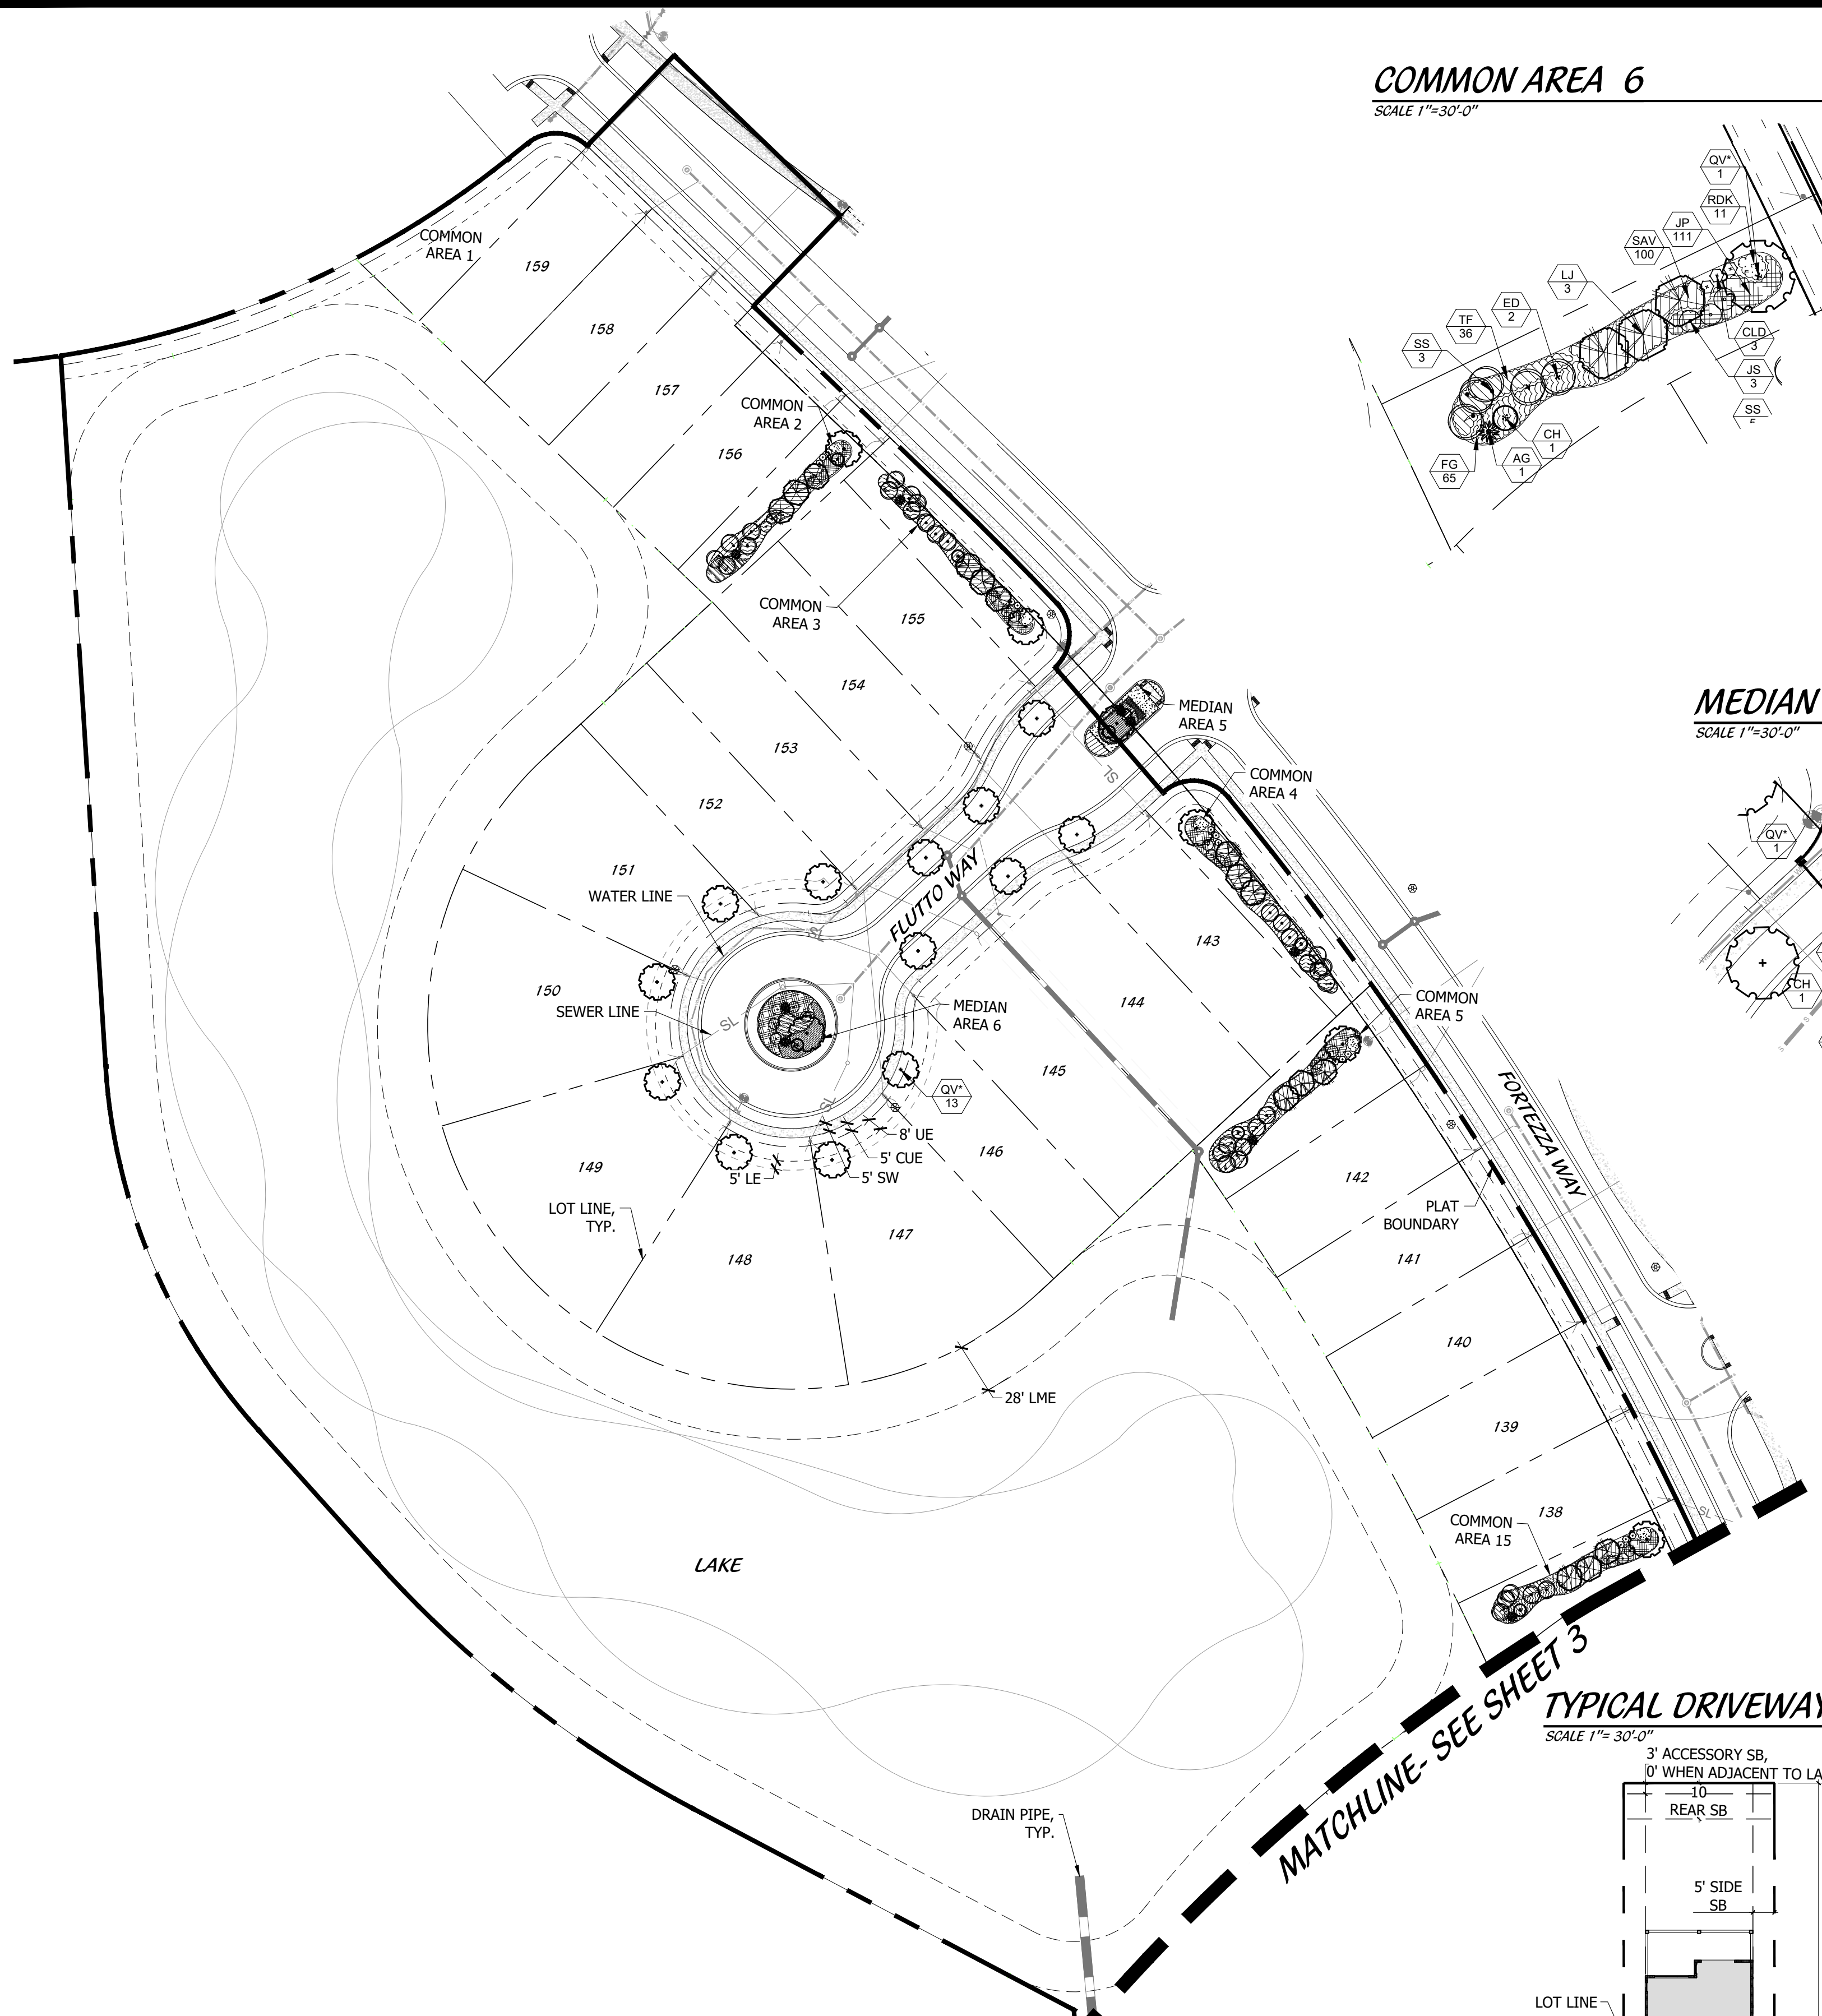 COMMON AREA 6
SCALE 1"=30'-0"
QV*
1
RDK
11
JP
111
SAV
100
LJ
3
ED
2
TF
36
SS
3
CLD
3
JS
3
SS
CH
1
AG
1
FG
65
COMMON
AREA 1
159
158
157
156
COMMON
AREA 2
COMMON
AREA 3
155
154
153
152
151
150
149
148
147
146
145
144
143
142
141
140
139
138
MEDIAN
AREA 5
SL
COMMON
AREA 4
MEDIAN
SCALE 1"=30'-0"
QV*
1
CH
1
WATER LINE
SEWER LINE
SL
SL
SL
FLUTTO WAY
MEDIAN
AREA 6
COMMON
AREA 5
QV*
13
8' UE
5' CUE
5' SW
5' LE
LOT LINE,
TYP.
FORTEZZA WAY
PLAT
BOUNDARY
28' LME
COMMON
AREA 15
SL
LAKE
MATCHLINE- SEE SHEET 3
DRAIN PIPE,
TYP.
TYPICAL DRIVEWAY
SCALE 1"= 30'-0"
3' ACCESSORY SB,
0' WHEN ADJACENT TO LA
10
REAR SB
5' SIDE
SB
LOT LINE